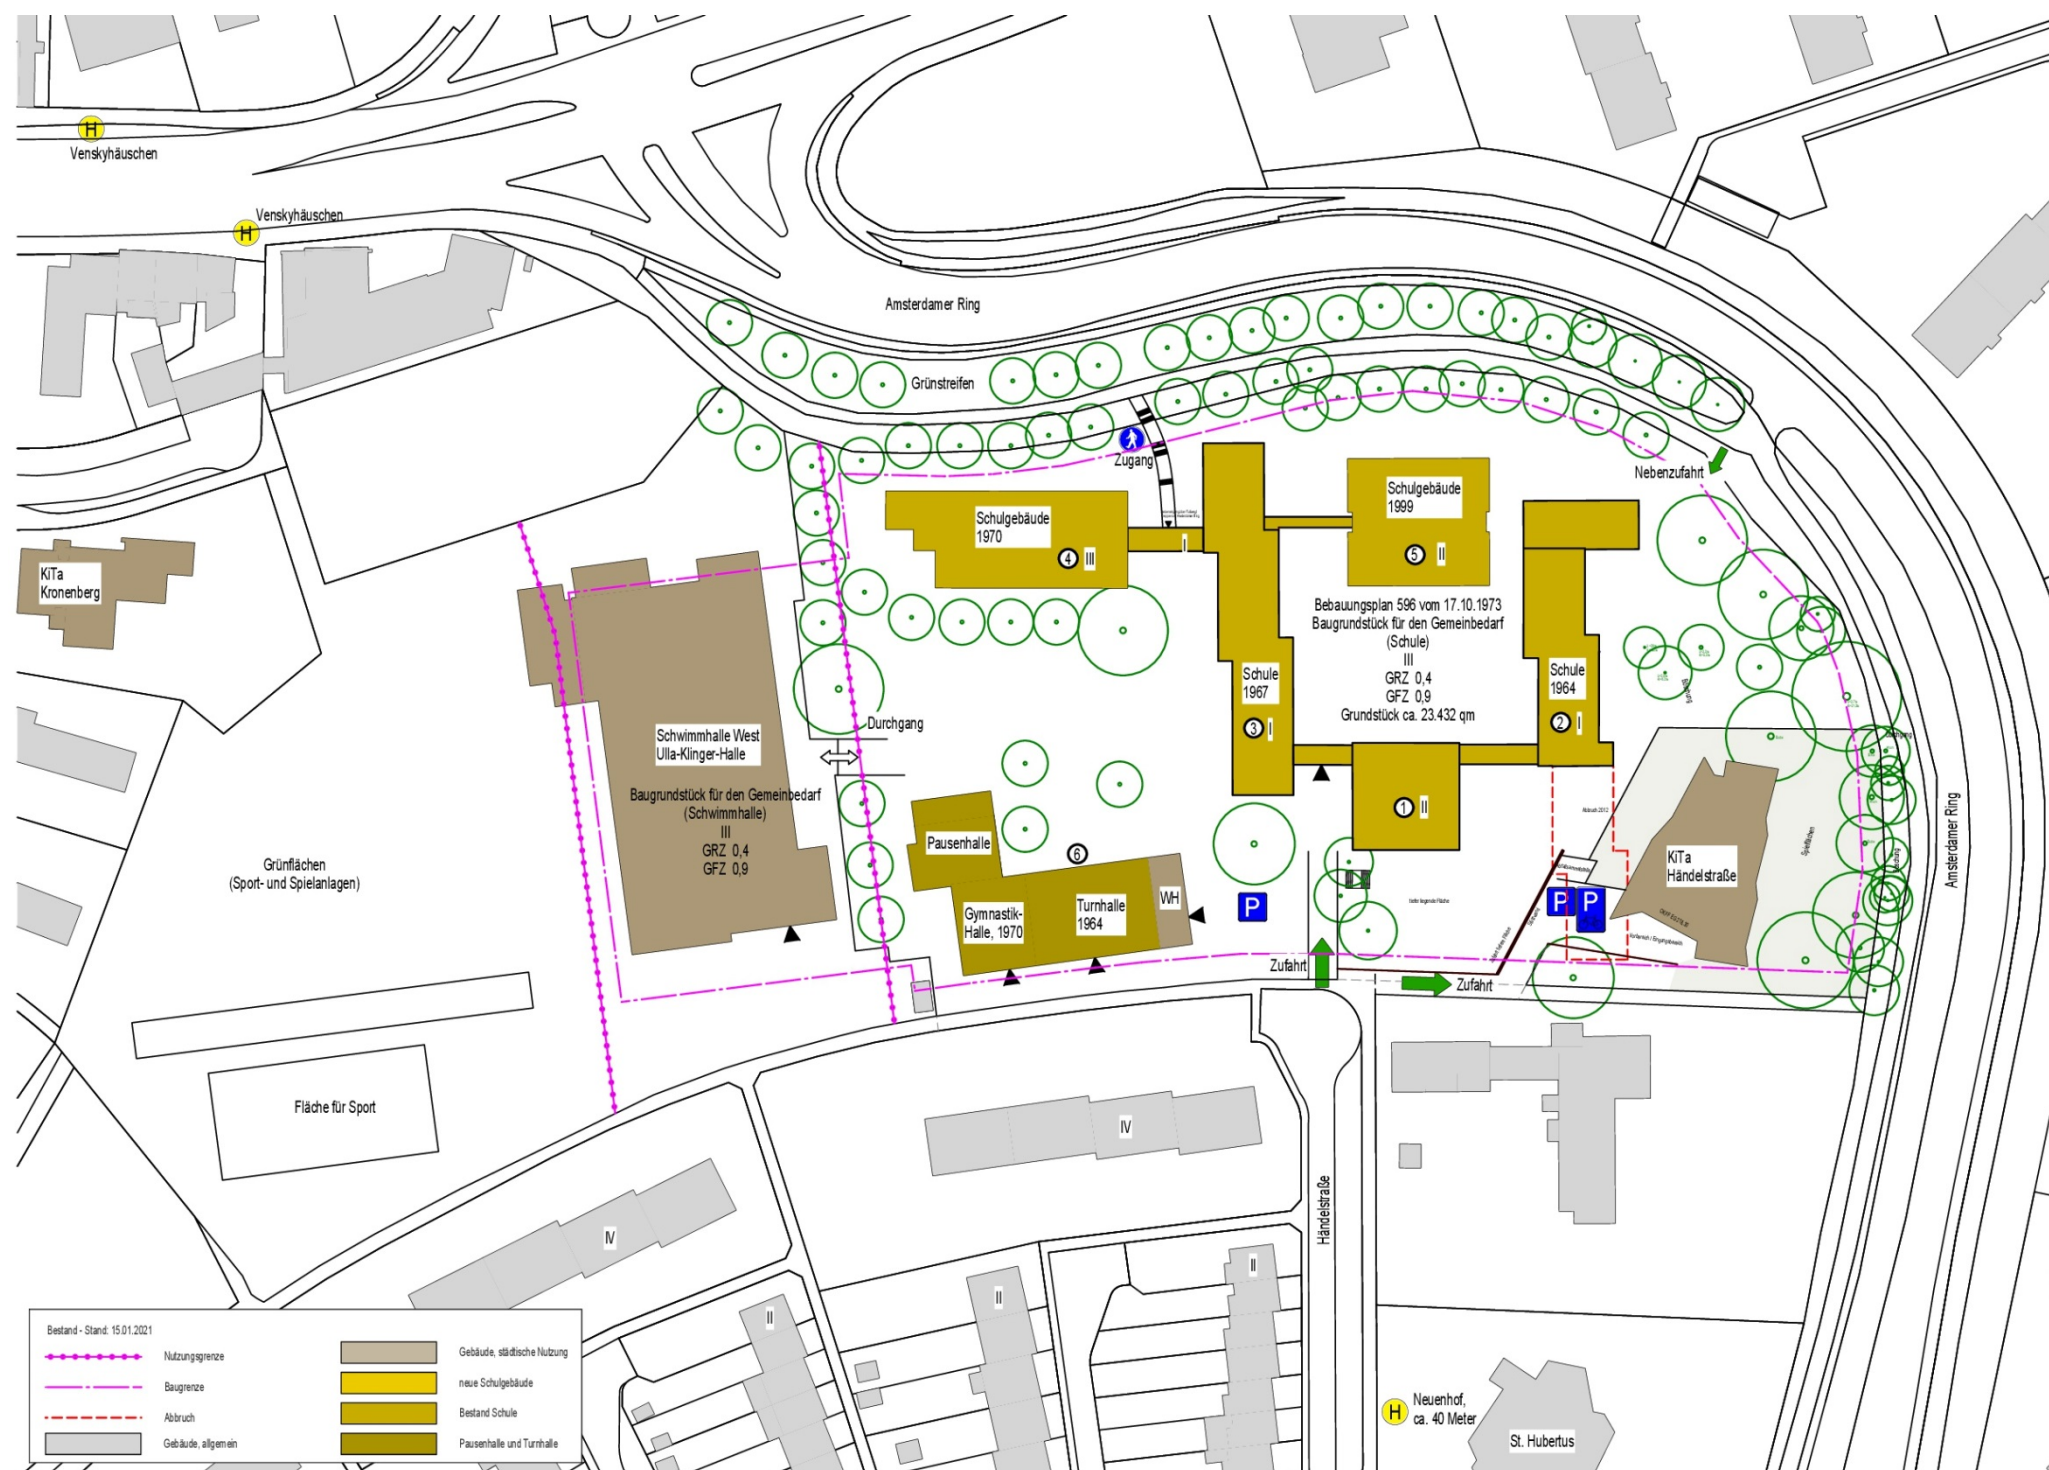 H
Venskyhäuschen
Venskyhäuschen
H
Amsterdamer Ring
Grünstreifen
Zugang
Nebenzufahrt
Schulgebäude
1970
4 III
I
Schulgebäude
1999
5 II
KiTa
Kronenberg
Bebauungsplan 596 vom 17.10.1973
Baugrundstück für den Gemeinbedarf
(Schule)
III
GRZ 0,4
GFZ 0,9
Grundstück ca. 23.432 qm
Schule
1967
3 I
Schule
1964
2 I
Durchgang
Schwimmhalle West
Ulla-Klinger-Halle
Baugrundstück für den Gemeinbedarf
(Schwimmhalle)
III
GRZ 0,4
GFZ 0,9
1 II
Abbruch 2012
Pausenhalle
6
Grünflächen
(Sport- und Spielanlagen)
KiTa
Händelstraße
Spielflächen
Amsterdamer Ring
WH
P
P
P
Gymnastik-
Halle, 1970
Turnhalle
1964
tiefer liegende Fläche
Zufahrt
Zufahrt
Fläche für Sport
IV
IV
Händelstraße
II
II
II
Bestand - Stand: 15.01.2021
Nutzungsgrenze
Baugrenze
Abbruch
Gebäude, allgemein
Gebäude, städtische Nutzung
neue Schulgebäude
Bestand Schule
Pausenhalle und Turnhalle
H
Neuenhof,
ca. 40 Meter
St. Hubertus